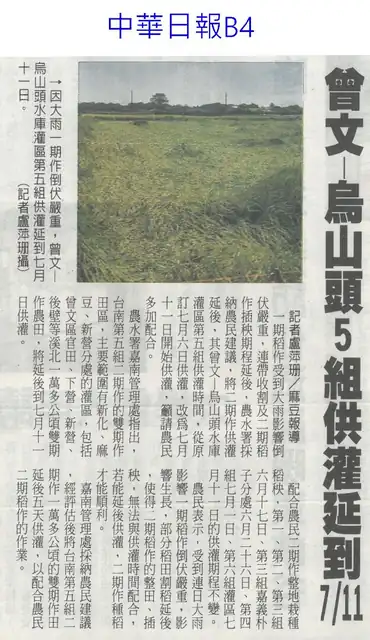 中華日報B4
曾文─烏山頭5組供灌延到7/11
→因大雨一期作倒伏嚴重,曾文─
烏山頭水庫灌區第五組供灌延到七月
十一日。 (記者盧萍珊攝)
記者盧萍珊/麻豆報導
一期稻作受到大雨影響倒
伏嚴重,連帶收割及二期稻
作插秧期程延後,農水署採
納農民建議,將二期作供灌
延後,其曾文─烏山頭水庫
灌區第五組供灌時間,從原
訂七月六日供灌,改為七月
十一日開始供灌,籲請農民
多加配合。
農水署嘉南管理處指出,
台南第五組二期作的雙期作
田區,主要範圍有新化、麻
豆、新營分處的灌區,包括
曾文區官田、下營、新營、
後壁等溪北一萬多公頃雙期
作農田,將延後到七月十一
日供灌。
配合農民二期作整地栽種
稻秧,第一、第二、第三組
六月十七日、第三組嘉義朴
子分處六月二十六日、第四
組七月一日、第六組灌區七
月十一日的供灌期程不變。
農民表示,受到連日大雨
影響一期稻作倒伏嚴重,影
響生長,部分稻田割稻延後
,使得二期稻作的整田、插
秧,無法與供灌時間配合,
若能延後供灌,二期作種稻
才能順利。
嘉南管理處採納農民建議
,經評估後將台南第五組二
期作一萬多公頃的雙期作田
延後五天供灌,以配合農民
二期稻作的作業。